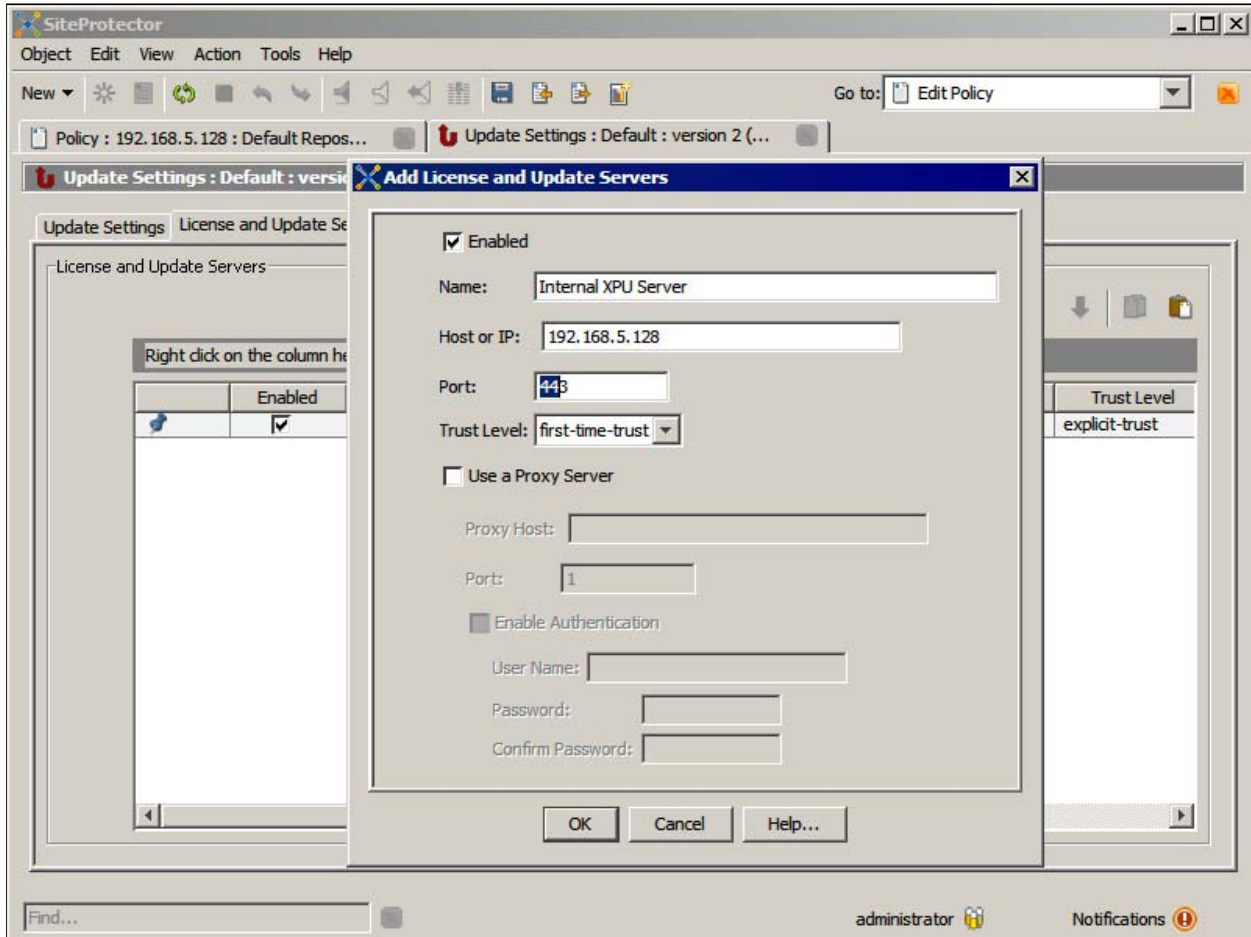 SiteProtector
Object Edit View Action Tools Help
New Go to: Edit Policy
Policy : 192.168.5.128 : Default Repos... Update Settings : Default : version 2 (...
Update Settings : Default : versi
Add License and Update Servers
Update Settings License and Update Se
License and Update Servers
Enabled
Name: Internal XPU Server
Host or IP: 192.168.5.128
Right click on the column he
Port: 443
Enabled Trust Level
explicit-trust
Trust Level: first-time-trust
Use a Proxy Server
Proxy Host:
Port: 1
Enable Authentication
User Name:
Password:
Confirm Password:
OK Cancel Help...
Find... administrator Notifications